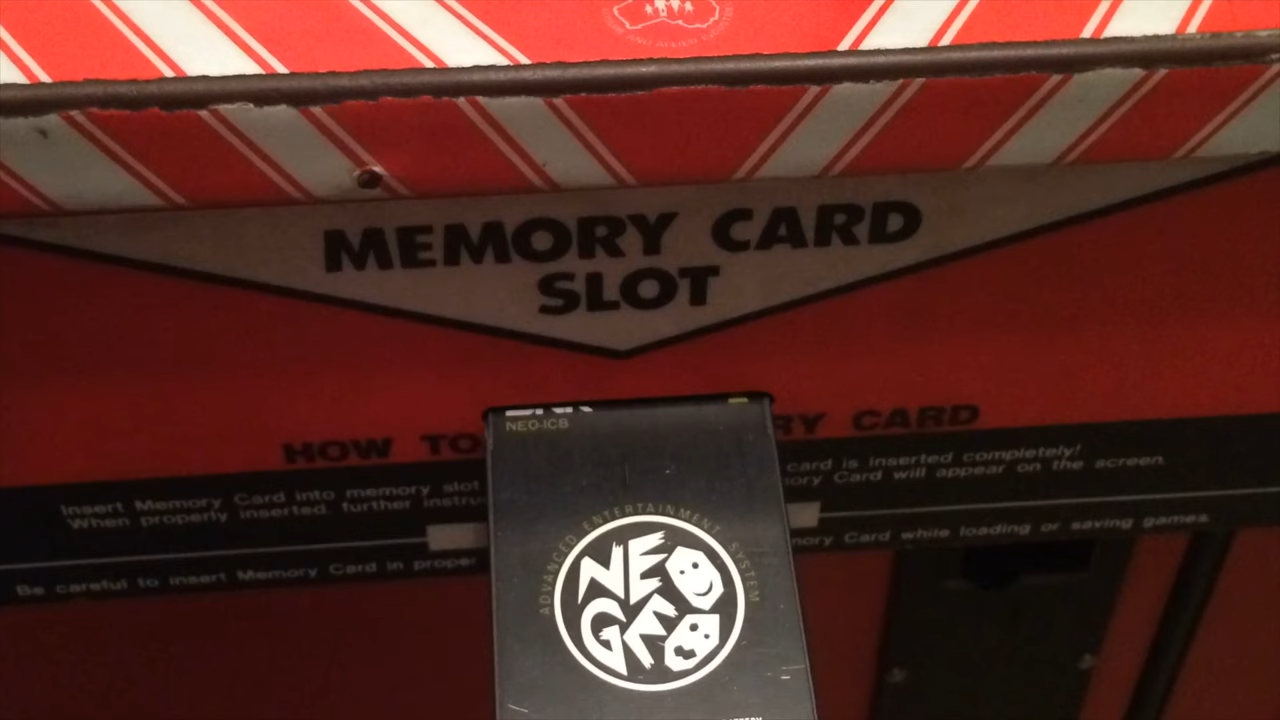 MEMORY CARD
SLOT
HOW TO RY CARD
NEO-IC8
Insert Memory Card into memory slot card is inserted completely!
When properly inserted, further instru ory Card will appear on the screen.
Be careful to insert Memory Card in proper mory Card while loading or saving games.
ADVANCED ENTERTAINMENT SYSTEM
NEO
GEO